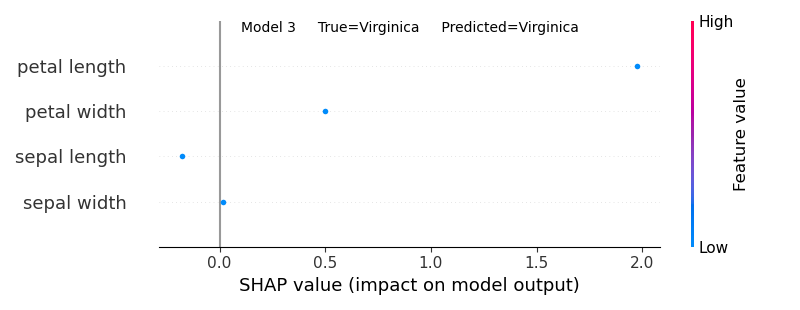 Model 3 True=Virginica Predicted=Virginica
High
petal length
petal width
sepal length
sepal width
Feature value
Low
0.0 0.5 1.0 1.5 2.0
SHAP value (impact on model output)